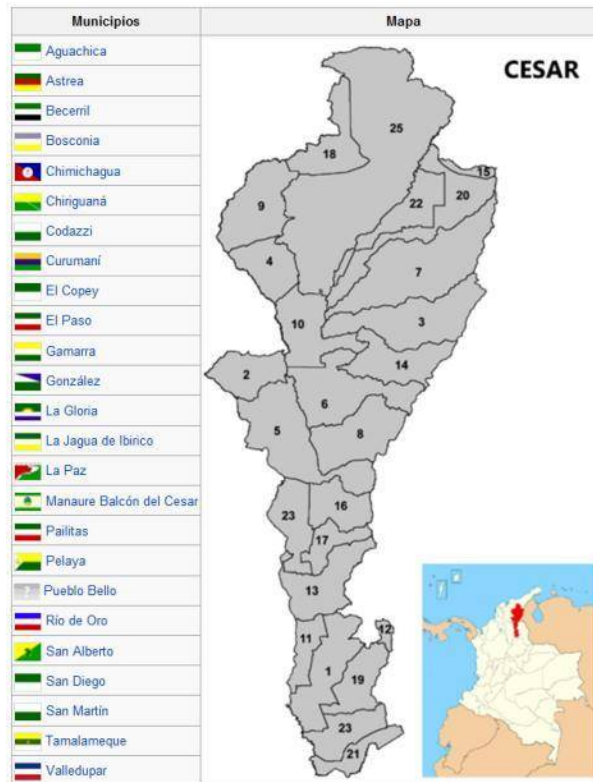 Municipios
Mapa
Aguachica
Astrea
Becerril
Bosconia
Chimichagua
Chiriguaná
Codazzi
Curumaní
El Copey
El Paso
Gamarra
González
La Gloria
La Jagua de Ibirico
La Paz
Manaure Balcón del Cesar
Pailitas
Pelaya
Pueblo Bello
Río de Oro
San Alberto
San Diego
San Martín
Tamalameque
Valledupar
CESAR
25
18
15
20
22
9
7
4
10
3
14
2
6
5
8
16
23
17
13
12
11
1
19
23
21